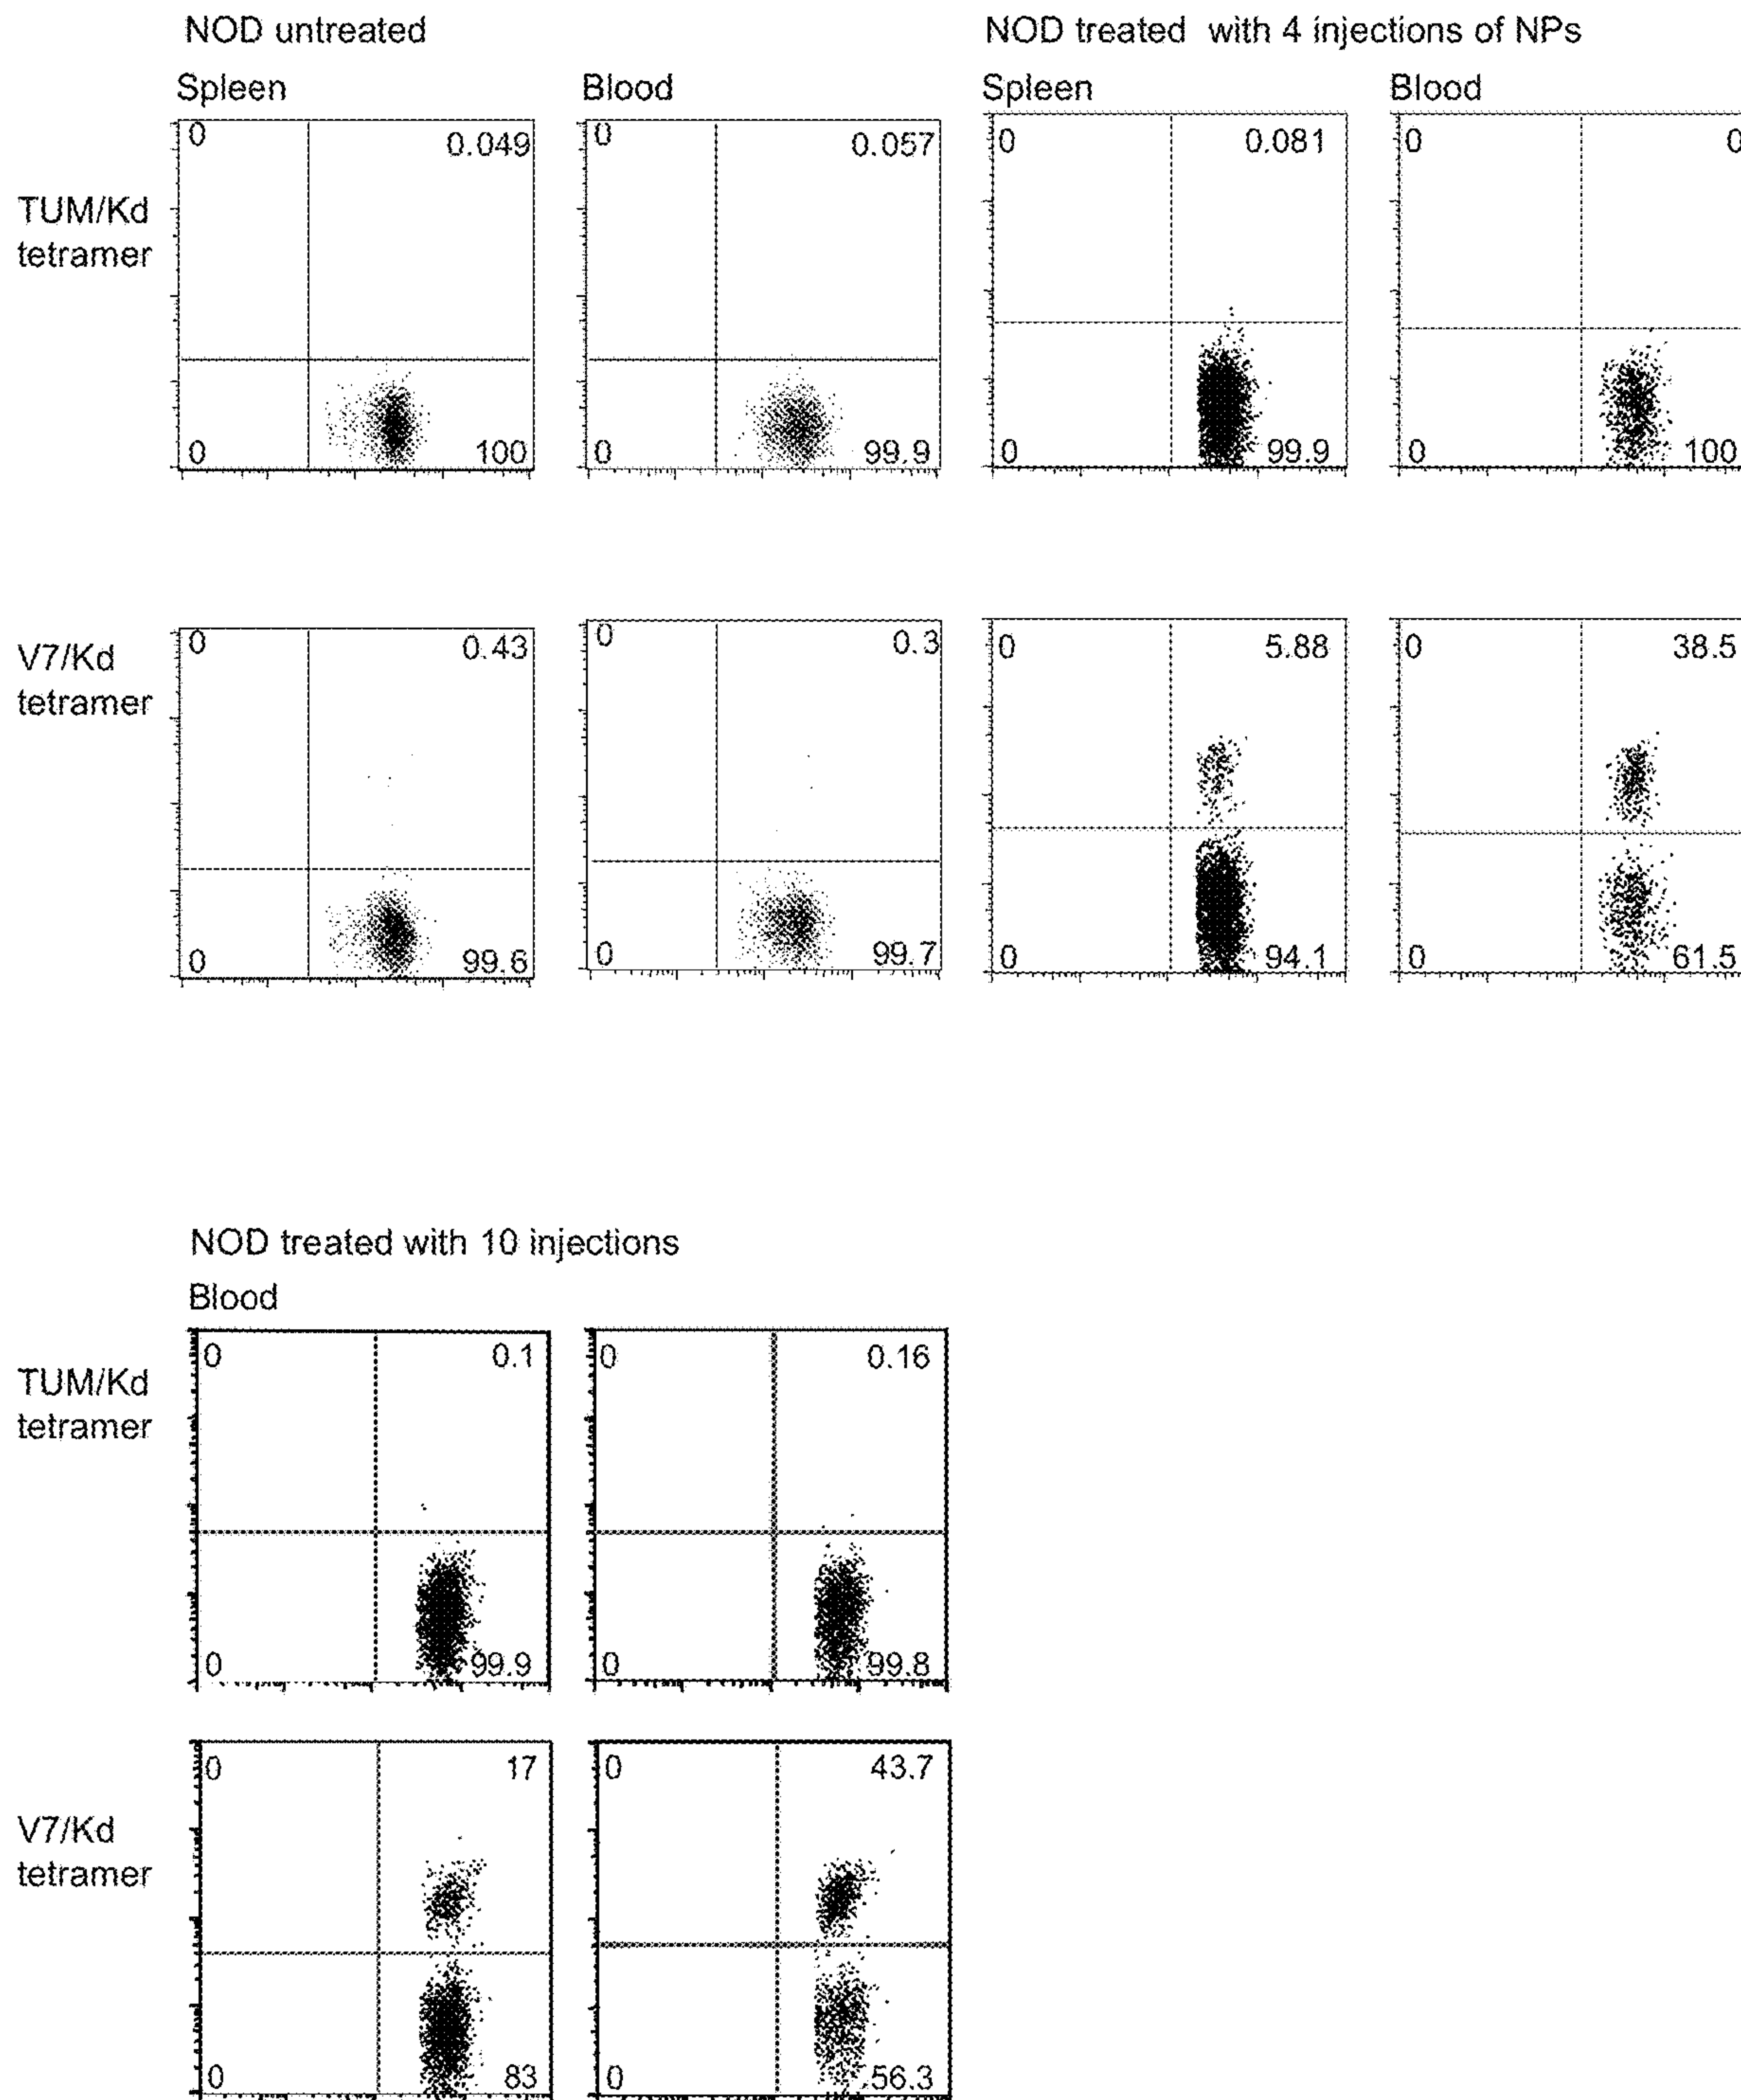 NOD untreated
NOD treated with 4 injections of NPs
Spleen
Blood
Spleen
Blood
TUM/Kd
tetramer
0 0.049
0 100
0 0.057
0 99.9
0 0.081
0 99.9
0 0
0 100
V7/Kd
tetramer
0 0.43
0 99.6
0 0.3
0 99.7
0 5.88
0 94.1
0 38.5
0 61.5
NOD treated with 10 injections
Blood
TUM/Kd
tetramer
0 0.1
0 99.9
0 0.16
0 99.8
V7/Kd
tetramer
0 17
0 83
0 43.7
0 56.3